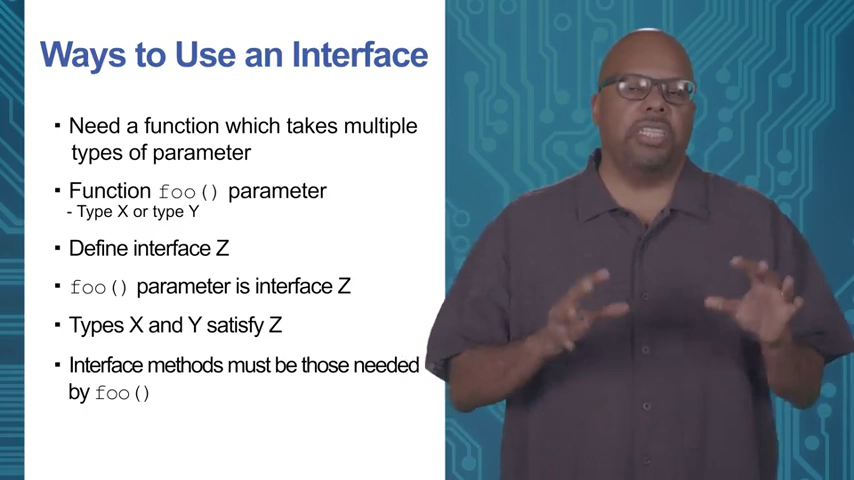 Ways to Use an Interface
▪ Need a function which takes multiple
types of parameter
▪ Function foo() parameter
- Type X or type Y
▪ Define interface Z
▪ foo() parameter is interface Z
▪ Types X and Y satisfy Z
▪ Interface methods must be those needed
by foo()